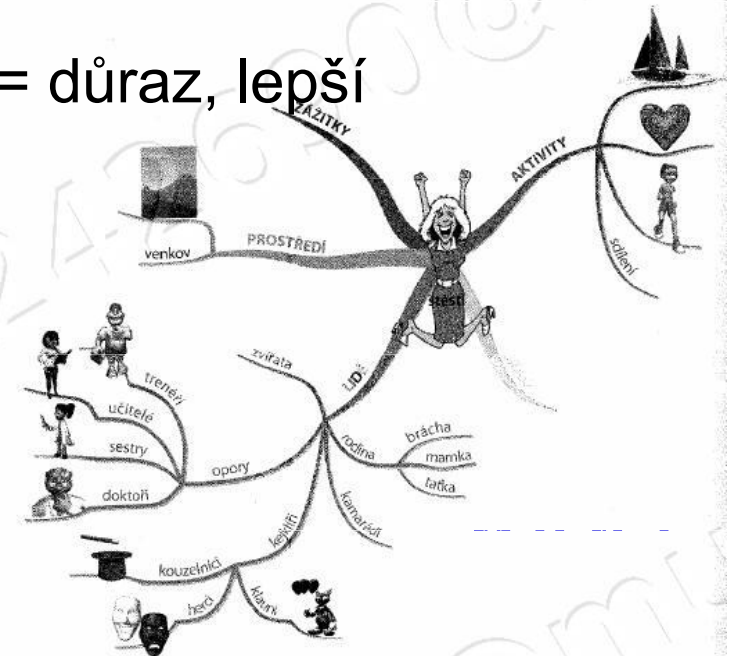 = důraz, lepší
ZÁŽITKY
AKTIVITY
sdílení
PROSTŘEDÍ
venkov
štěstí
LIDÉ
zvířata
rodina
brácha
mamka
taťka
kamarádi
opory
trenéři
učitelé
sestry
doktoři
kejklíři
kouzelníci
herci
klauni